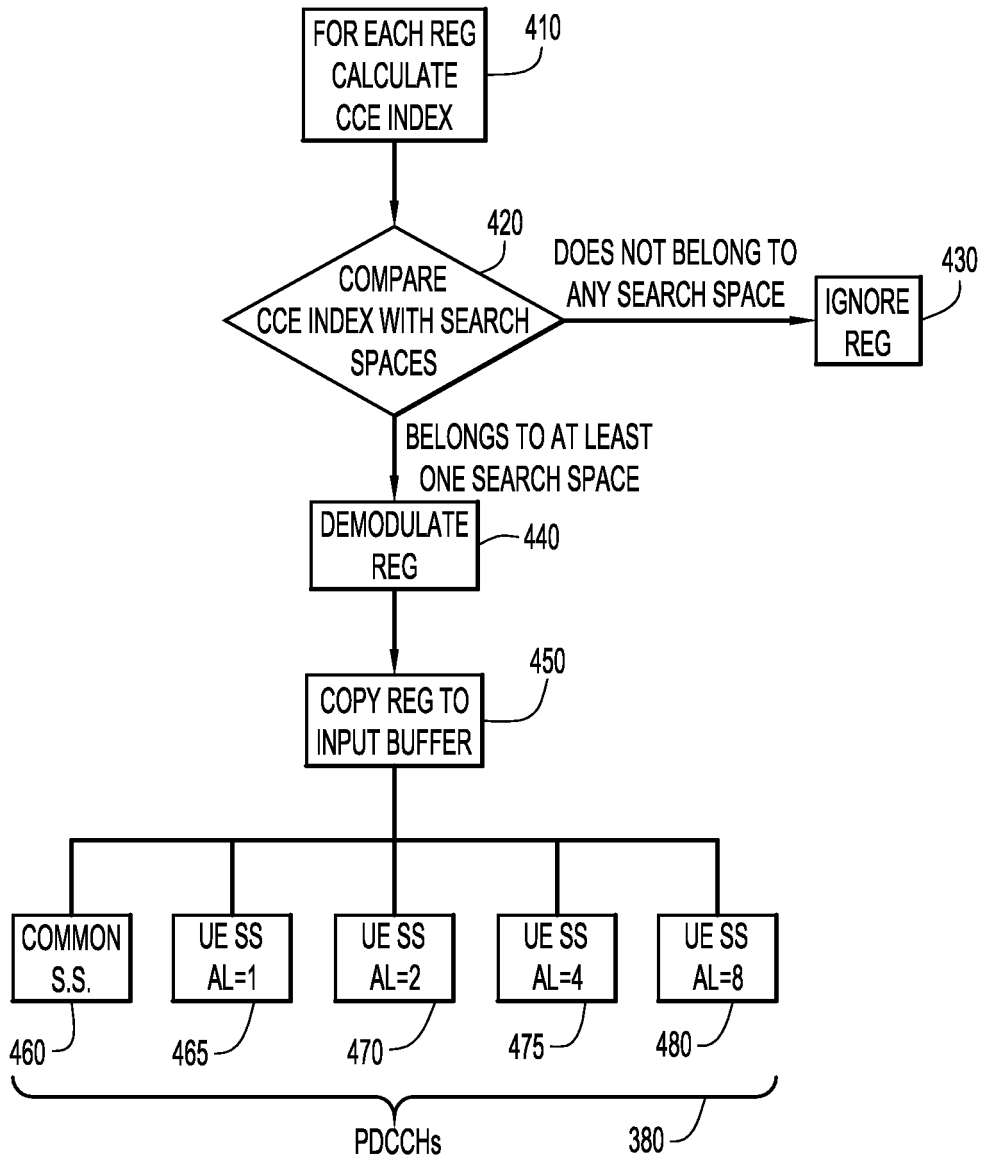 FOR EACH REG
CALCULATE
CCE INDEX
410
420
COMPARE
CCE INDEX WITH SEARCH
SPACES
DOES NOT BELONG TO
ANY SEARCH SPACE
430
IGNORE
REG
BELONGS TO AT LEAST
ONE SEARCH SPACE
DEMODULATE
REG
440
450
COPY REG TO
INPUT BUFFER
COMMON
S.S.
UE SS
AL=1
UE SS
AL=2
UE SS
AL=4
UE SS
AL=8
460
465
470
475
480
PDCCHs
380